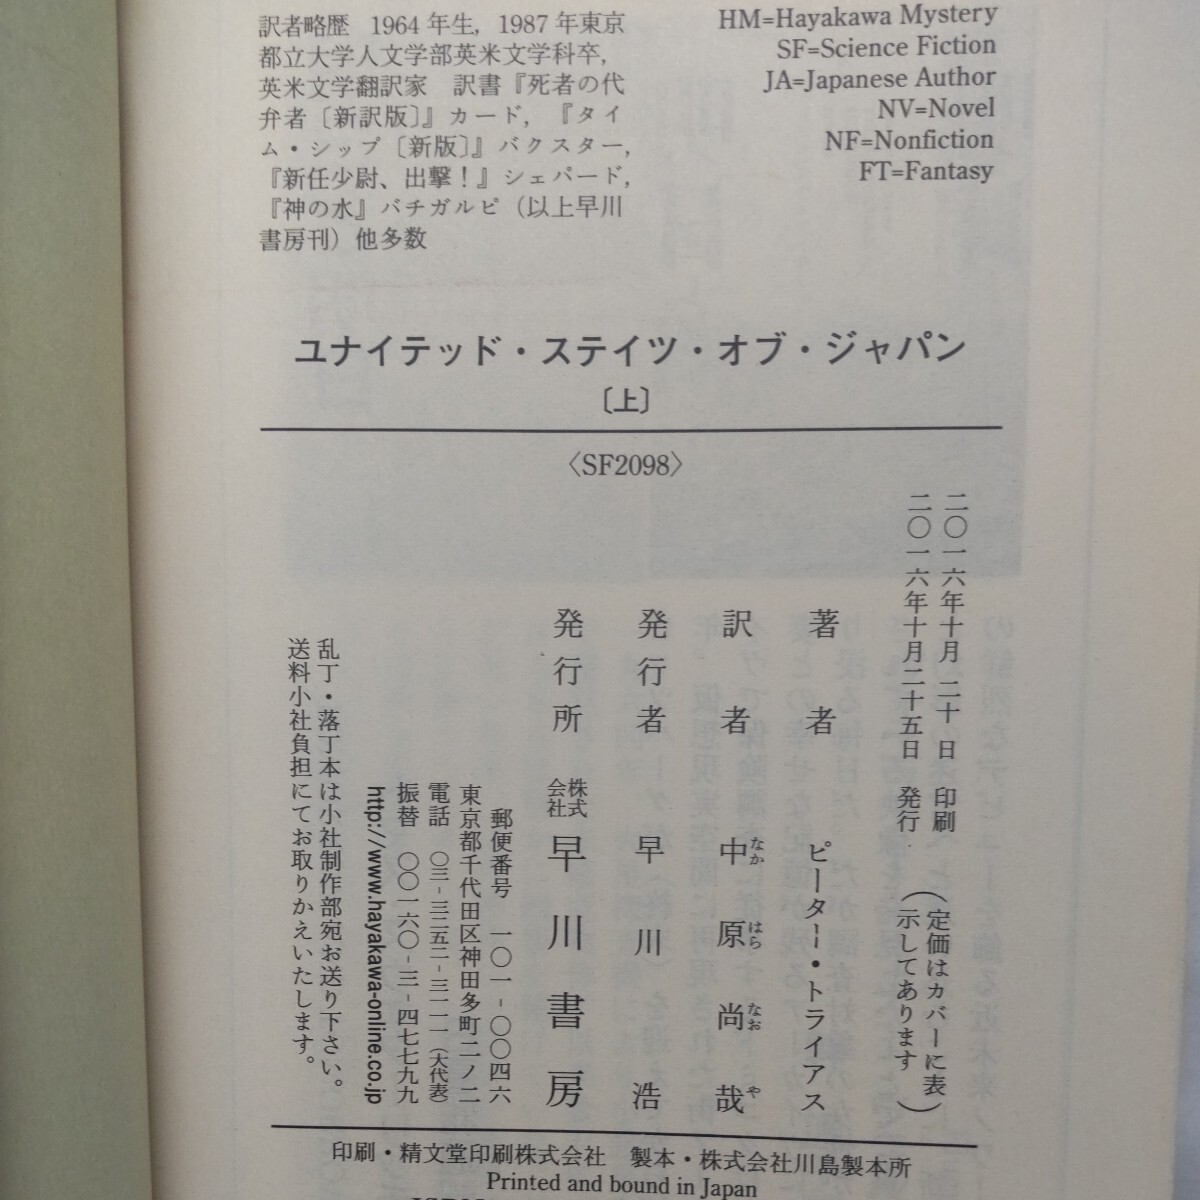 訳者略歴 1964年生，1987年東京
都立大学人文学部英米文学科卒，
英米文学翻訳家 訳書『死者の代
弁者〔新訳版〕』カード，『タイ
ム・シップ〔新版〕』バクスター，
『新任少尉、出撃！』シェパード，
『神の水』バチガルピ（以上早川
書房刊）他多数
HM=Hayakawa Mystery
SF=Science Fiction
JA=Japanese Author
NV=Novel
NF=Nonfiction
FT=Fantasy
ユナイテッド・ステイツ・オブ・ジャパン
〔上〕
〈SF2098〉
二〇一六年十月二十日 印刷
二〇一六年十月二十五日 発行
（定価はカバーに表
示してあります）
著者 ピーター・トライアス
訳者 中原尚哉
なか はら なお や
発行者 早川浩
発行所 株式会社 早川書房
郵便番号 一〇一-〇〇四六
東京都千代田区神田多町二ノ二
電話 〇三-三二五二-三一一一（大代表）
振替 〇〇一六〇-三-四七七九九
http://www.hayakawa-online.co.jp
乱丁・落丁本は小社制作部宛お送り下さい。
送料小社負担にてお取りかえいたします。
印刷・精文堂印刷株式会社 製本・株式会社川島製本所
Printed and bound in Japan